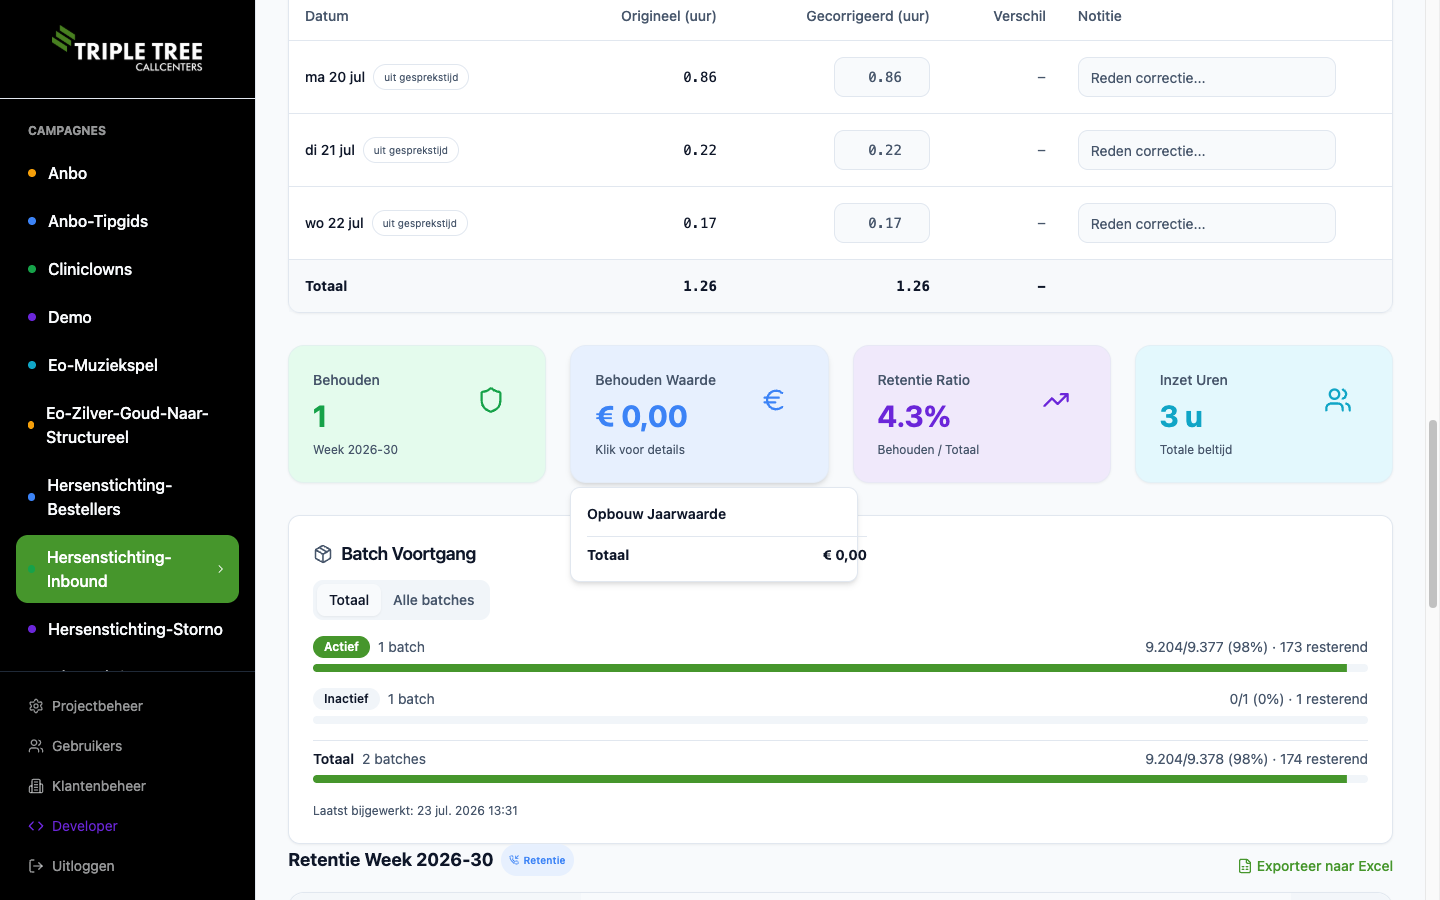 TRIPLE TREE
CALLCENTERS
CAMPAGNES
Anbo
Anbo-Tipgids
Cliniclowns
Demo
Eo-Muziekspel
Eo-Zilver-Goud-Naar-
Structureel
Hersenstichting-
Bestellers
Hersenstichting-
Inbound
Hersenstichting-Storno
Projectbeheer
Gebruikers
Klantenbeheer
Developer
Uitloggen
Datum Origineel (uur) Gecorrigeerd (uur) Verschil Notitie
ma 20 jul uit gesprekstijd 0.86 0.86 – Reden correctie...
di 21 jul uit gesprekstijd 0.22 0.22 – Reden correctie...
wo 22 jul uit gesprekstijd 0.17 0.17 – Reden correctie...
Totaal 1.26 1.26 –
Behouden
1
Week 2026-30
Behouden Waarde
€ 0,00
Klik voor details
Retentie Ratio
4.3%
Behouden / Totaal
Inzet Uren
3 u
Totale beltijd
Opbouw Jaarwaarde
Totaal € 0,00
Batch Voortgang
Totaal Alle batches
Actief 1 batch 9.204/9.377 (98%) · 173 resterend
Inactief 1 batch 0/1 (0%) · 1 resterend
Totaal 2 batches 9.204/9.378 (98%) · 174 resterend
Laatst bijgewerkt: 23 jul. 2026 13:31
Retentie Week 2026-30 Retentie Exporteer naar Excel